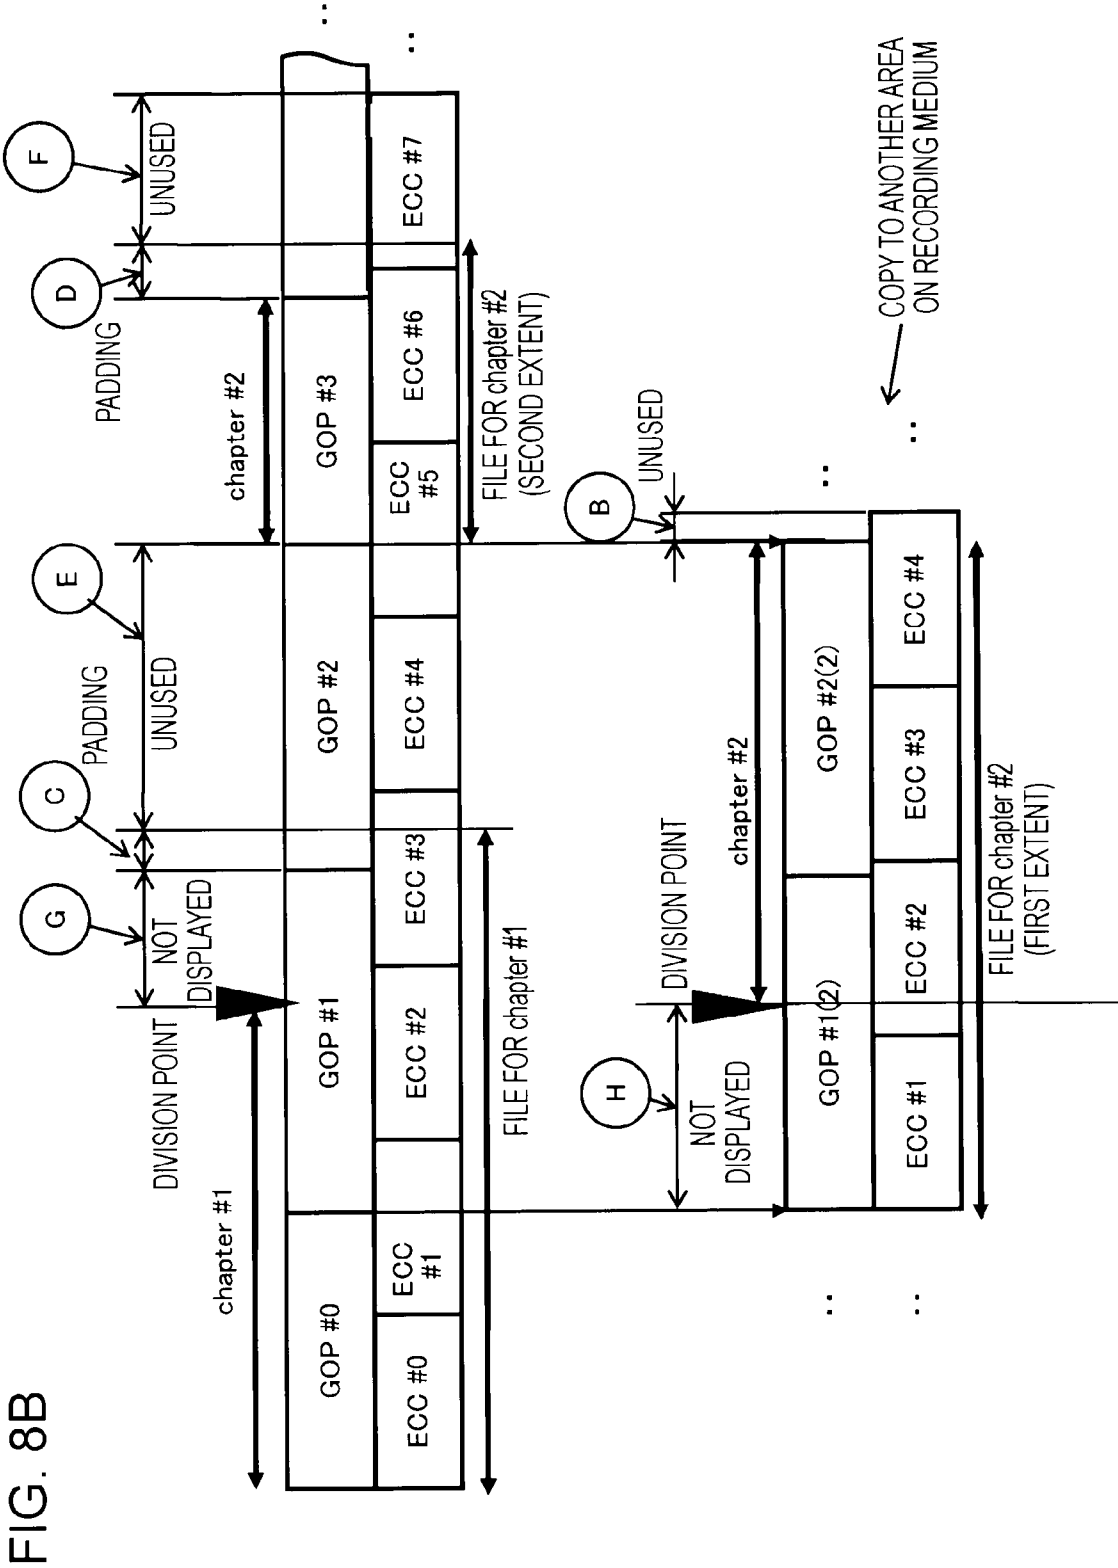 FIG. 8B
chapter #1
DIVISION POINT
NOT
DISPLAYED
G
C
PADDING
UNUSED
E
chapter #2
PADDING
D
UNUSED
F
GOP #0
GOP #1
GOP #2
GOP #3
ECC #0
ECC
#1
ECC #2
ECC #3
ECC #4
ECC
#5
ECC #6
ECC #7
FILE FOR chapter #1
FILE FOR chapter #2
(SECOND EXTENT)
H
NOT
DISPLAYED
DIVISION POINT
chapter #2
B
UNUSED
GOP #1(2)
GOP #2(2)
ECC #1
ECC #2
ECC #3
ECC #4
FILE FOR chapter #2
(FIRST EXTENT)
COPY TO ANOTHER AREA
ON RECORDING MEDIUM